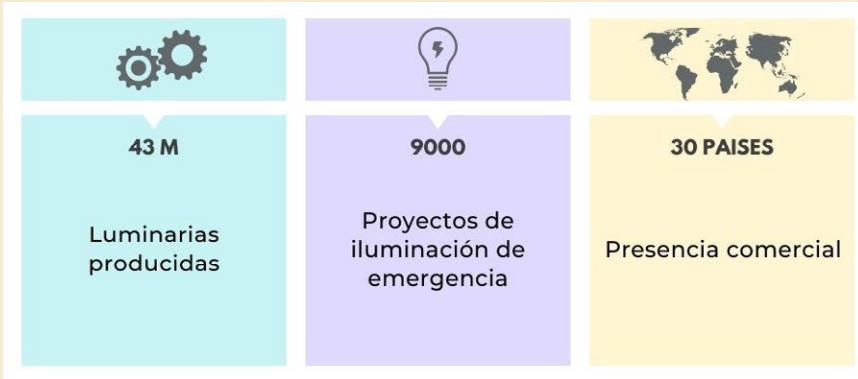 43 M
Luminarias
producidas
9000
Proyectos de
iluminación de
emergencia
30 PAISES
Presencia comercial